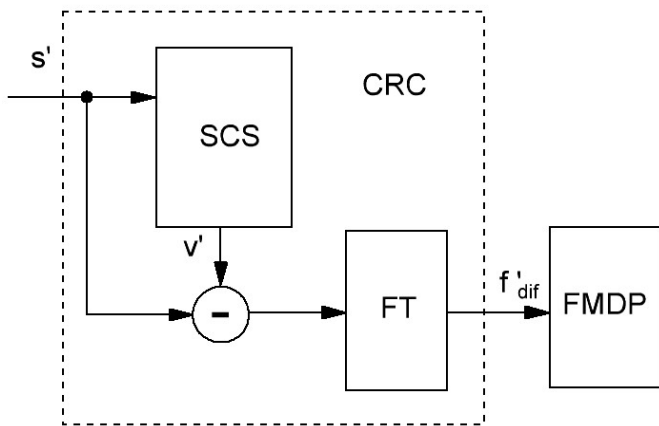 s'
CRC
SCS
v'
-
FT
f'dif
FMDP